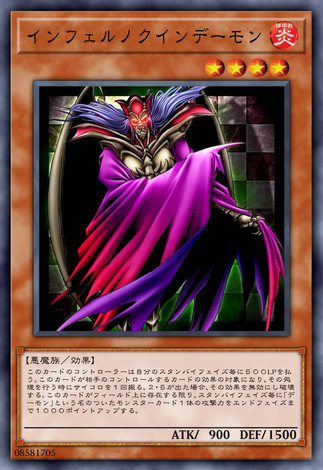 インフェルノクインデーモン
炎
【悪魔族／効果】
このカードのコントローラーは自分のスタンバイフェイズ毎に５００LPを払
う。このカードが相手のコントロールするカードの効果の対象になり、その処
理を行う時にサイコロを１回振る。２・５が出た場合、その効果を無効にし破壊
する。このカードがフィールド上に存在する限り、スタンバイフェイズ毎に「デ
ーモン」という名のついたモンスターカード１体の攻撃力をエンドフェイズま
で１０００ポイントアップする。
ATK/ 900 DEF/1500
08581705